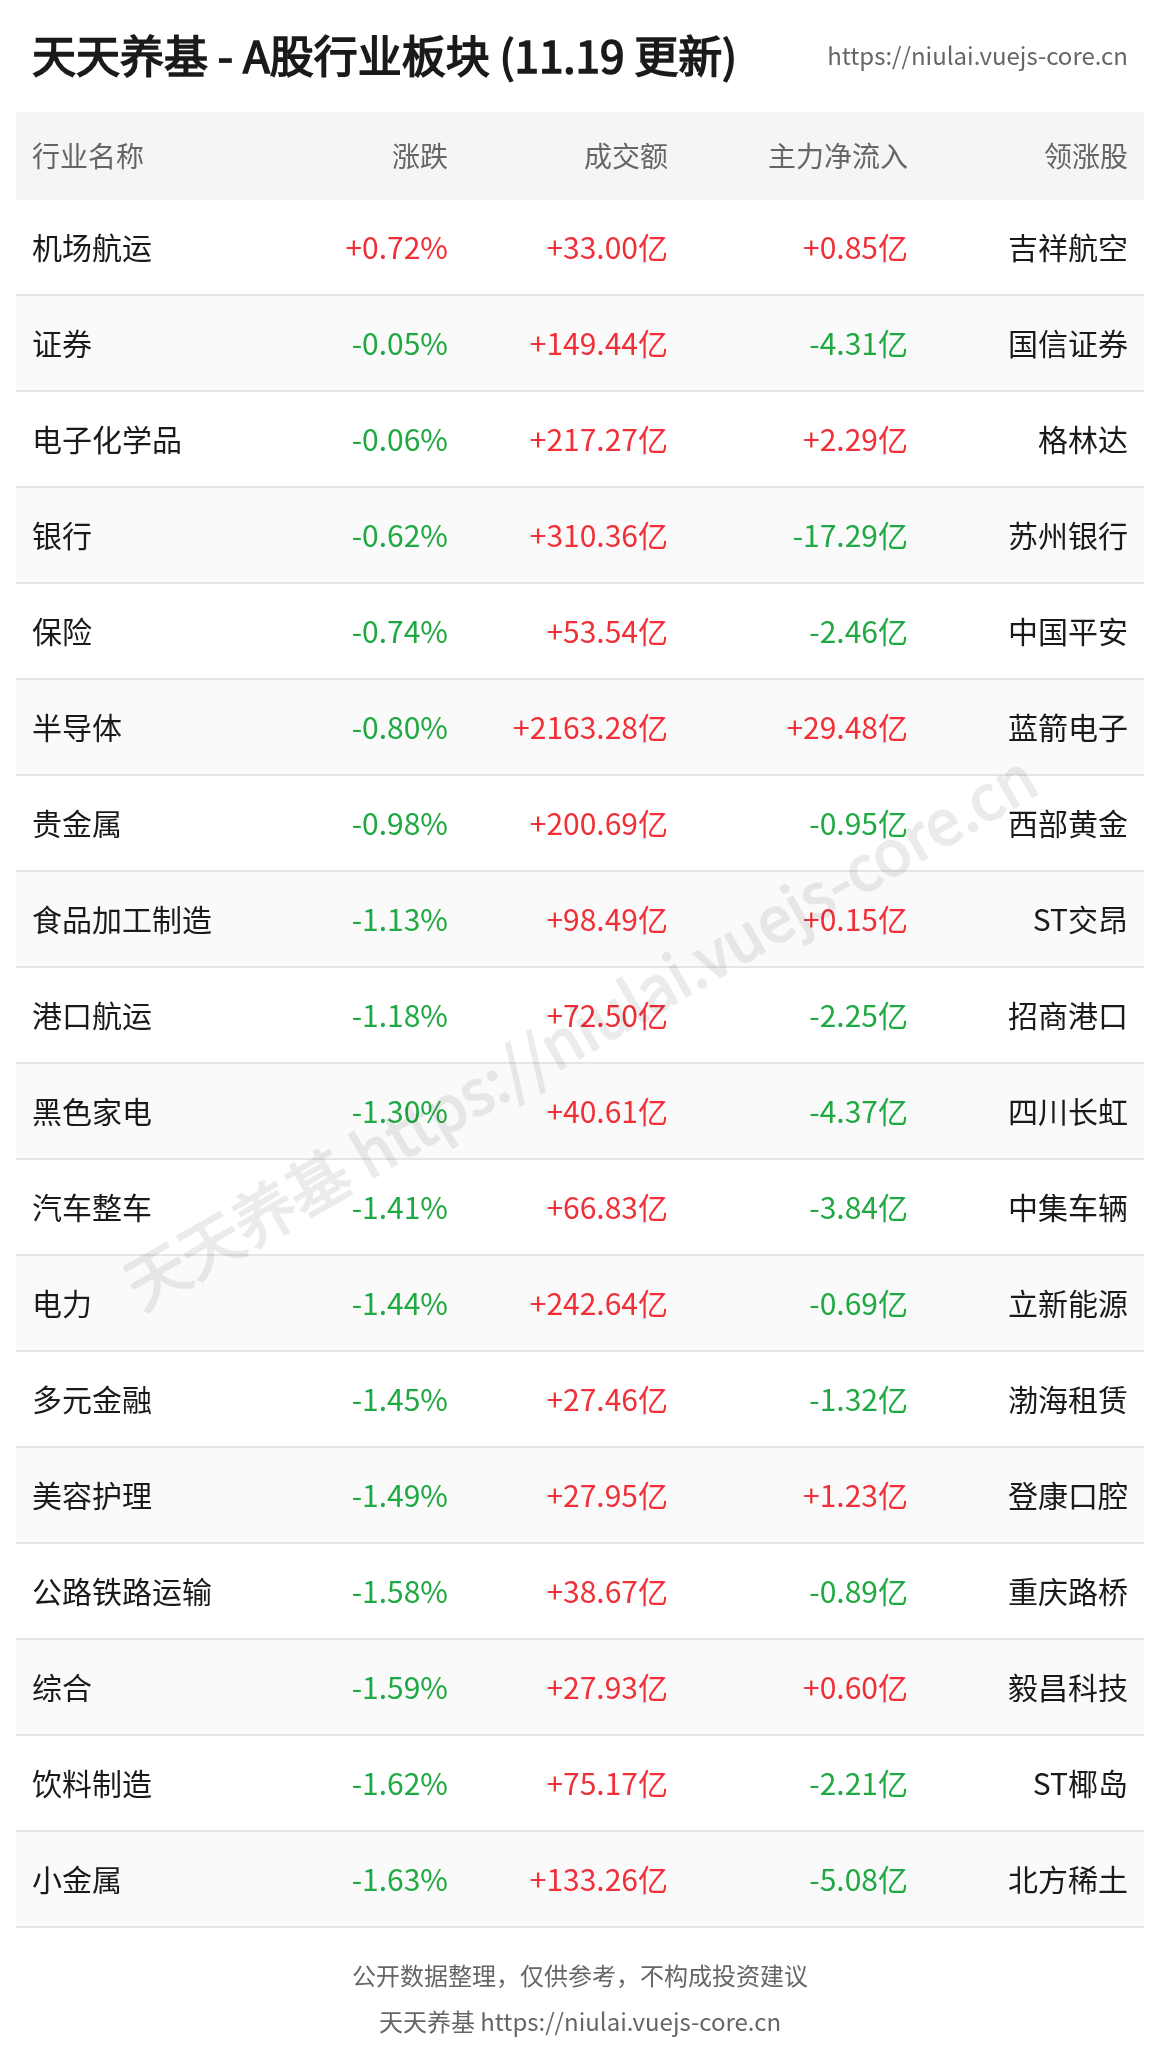 天天养基 - A股行业板块 (11.19 更新) https://niulai.vuejs-core.cn
行业名称 涨跌 成交额 主力净流入 领涨股
机场航运 +0.72% +33.00亿 +0.85亿 吉祥航空
证券 -0.05% +149.44亿 -4.31亿 国信证券
电子化学品 -0.06% +217.27亿 +2.29亿 格林达
银行 -0.62% +310.36亿 -17.29亿 苏州银行
保险 -0.74% +53.54亿 -2.46亿 中国平安
半导体 -0.80% +2163.28亿 +29.48亿 蓝箭电子
贵金属 -0.98% +200.69亿 -0.95亿 西部黄金
食品加工制造 -1.13% +98.49亿 +0.15亿 ST交昂
港口航运 -1.18% +72.50亿 -2.25亿 招商港口
黑色家电 -1.30% +40.61亿 -4.37亿 四川长虹
汽车整车 -1.41% +66.83亿 -3.84亿 中集车辆
电力 -1.44% +242.64亿 -0.69亿 立新能源
多元金融 -1.45% +27.46亿 -1.32亿 渤海租赁
美容护理 -1.49% +27.95亿 +1.23亿 登康口腔
公路铁路运输 -1.58% +38.67亿 -0.89亿 重庆路桥
综合 -1.59% +27.93亿 +0.60亿 毅昌科技
饮料制造 -1.62% +75.17亿 -2.21亿 ST椰岛
小金属 -1.63% +133.26亿 -5.08亿 北方稀土
天天养基 https://niulai.vuejs-core.cn
公开数据整理，仅供参考，不构成投资建议
天天养基 https://niulai.vuejs-core.cn